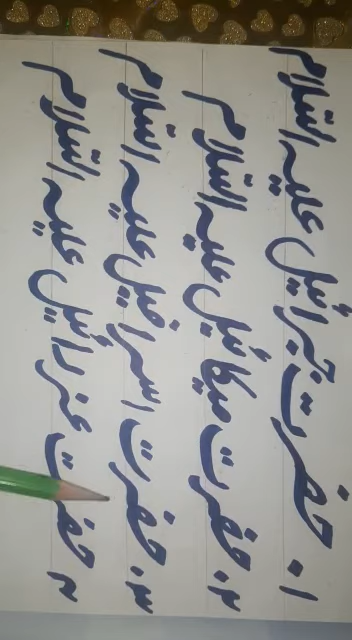 ۱. حضرت جبرائیل علیہ السلام
۲. حضرت میکائیل علیہ السلام
۳. حضرت اسرافیل علیہ السلام
۴ حضرت عزرائیل علیہ السلام